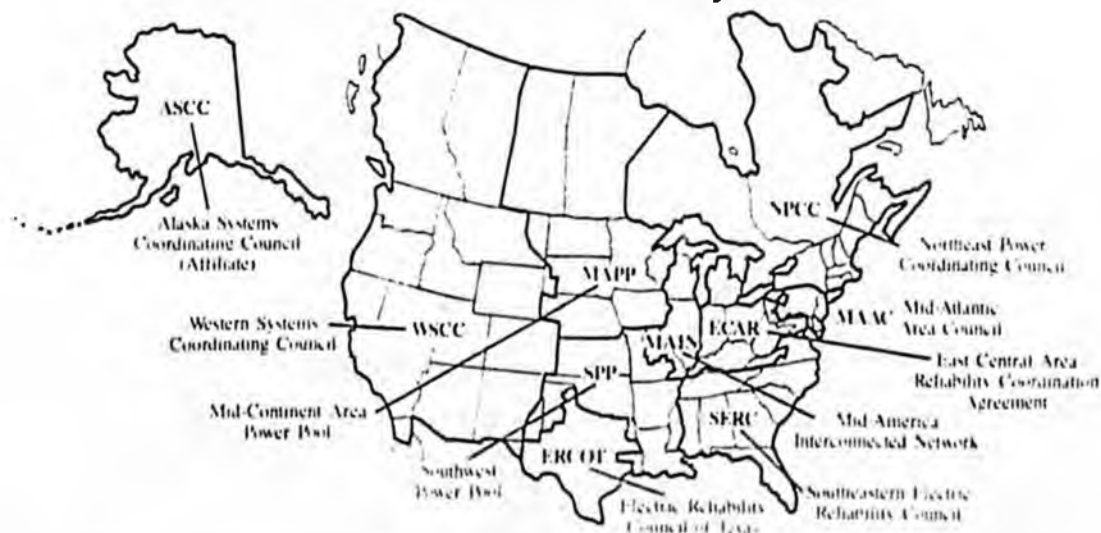 ASCC
Alaska Systems
Coordinating Council
(Affiliate)
NPCC
Northeast Power
Coordinating Council
MAPP
Western Systems
Coordinating Council
WSCC
MAAC
Mid-Atlantic
Area Council
ECAR
MAIN
East Central Area
Reliability Coordination
Agreement
SPP
Mid-Continent Area
Power Pool
SERC
Mid-America
Interconnected Network
ERCOT
Southwest
Power Pool
Electric Reliability
Council of Texas
Southeastern Electric
Reliability Council